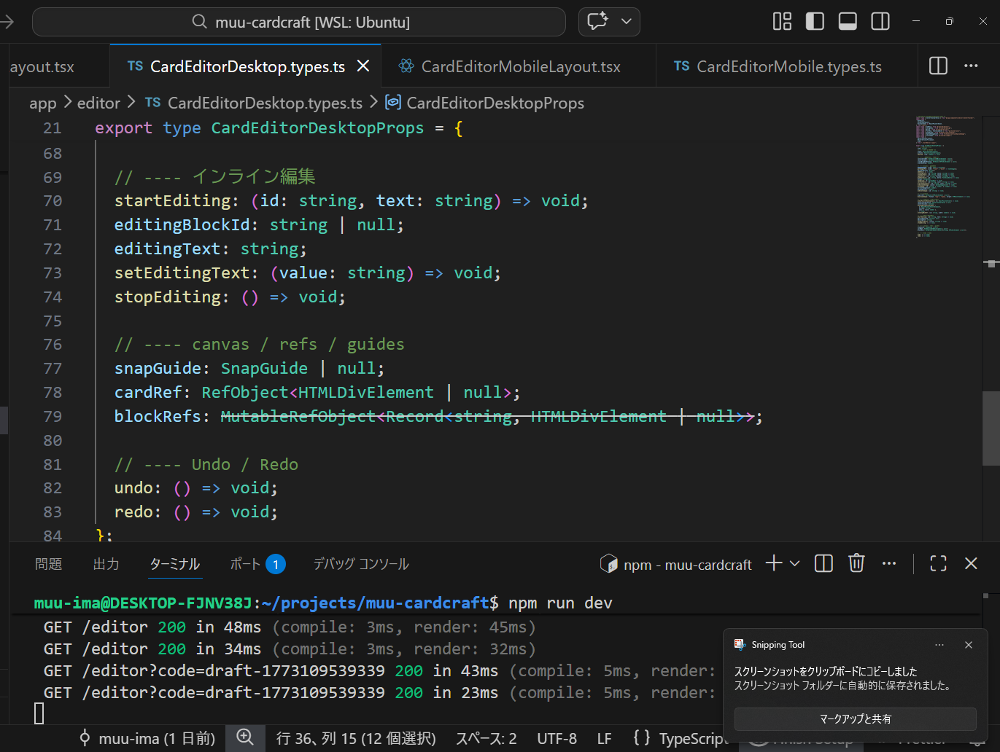 muu-cardcraft [WSL: Ubuntu]
ayout.tsx
TS CardEditorDesktop.types.ts
CardEditorMobileLayout.tsx
TS CardEditorMobile.types.ts
app > editor > TS CardEditorDesktop.types.ts > CardEditorDesktopProps
21 export type CardEditorDesktopProps = {
68
69 // ---- インライン編集
70 startEditing: (id: string, text: string) => void;
71 editingBlockId: string | null;
72 editingText: string;
73 setEditingText: (value: string) => void;
74 stopEditing: () => void;
75
76 // ---- canvas / refs / guides
77 snapGuide: SnapGuide | null;
78 cardRef: RefObject<HTMLDivElement | null>;
79 blockRefs: MutableRefObject<Record<string, HTMLDivElement | null>>;
80
81 // ---- Undo / Redo
82 undo: () => void;
83 redo: () => void;
84 };
問題 出力 ターミナル ポート 1 デバッグ コンソール
npm - muu-cardcraft
muu-ima@DESKTOP-FJNV38J:~/projects/muu-cardcraft$ npm run dev
GET /editor 200 in 48ms (compile: 3ms, render: 45ms)
GET /editor 200 in 34ms (compile: 3ms, render: 32ms)
GET /editor?code=draft-1773109539339 200 in 43ms (compile: 5ms, render:
GET /editor?code=draft-1773109539339 200 in 23ms (compile: 5ms, render:
Snipping Tool
スクリーンショットをクリップボードにコピーしました
スクリーンショット フォルダーに自動的に保存されました。
マークアップと共有
muu-ima (1 日前) 行 36、列 15 (12 個選択) スペース: 2 UTF-8 LF { } TypeScript